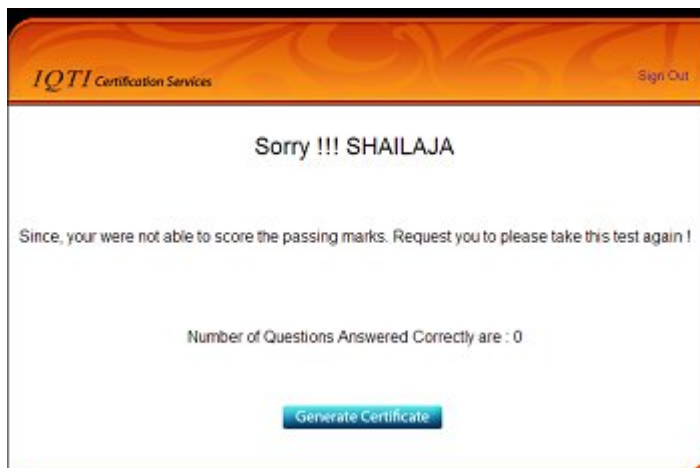 IQTI Certification Services
Sign Out
Sorry !!! SHAILAJA
Since, your were not able to score the passing marks. Request you to please take this test again !
Number of Questions Answered Correctly are : 0
Generate Certificate